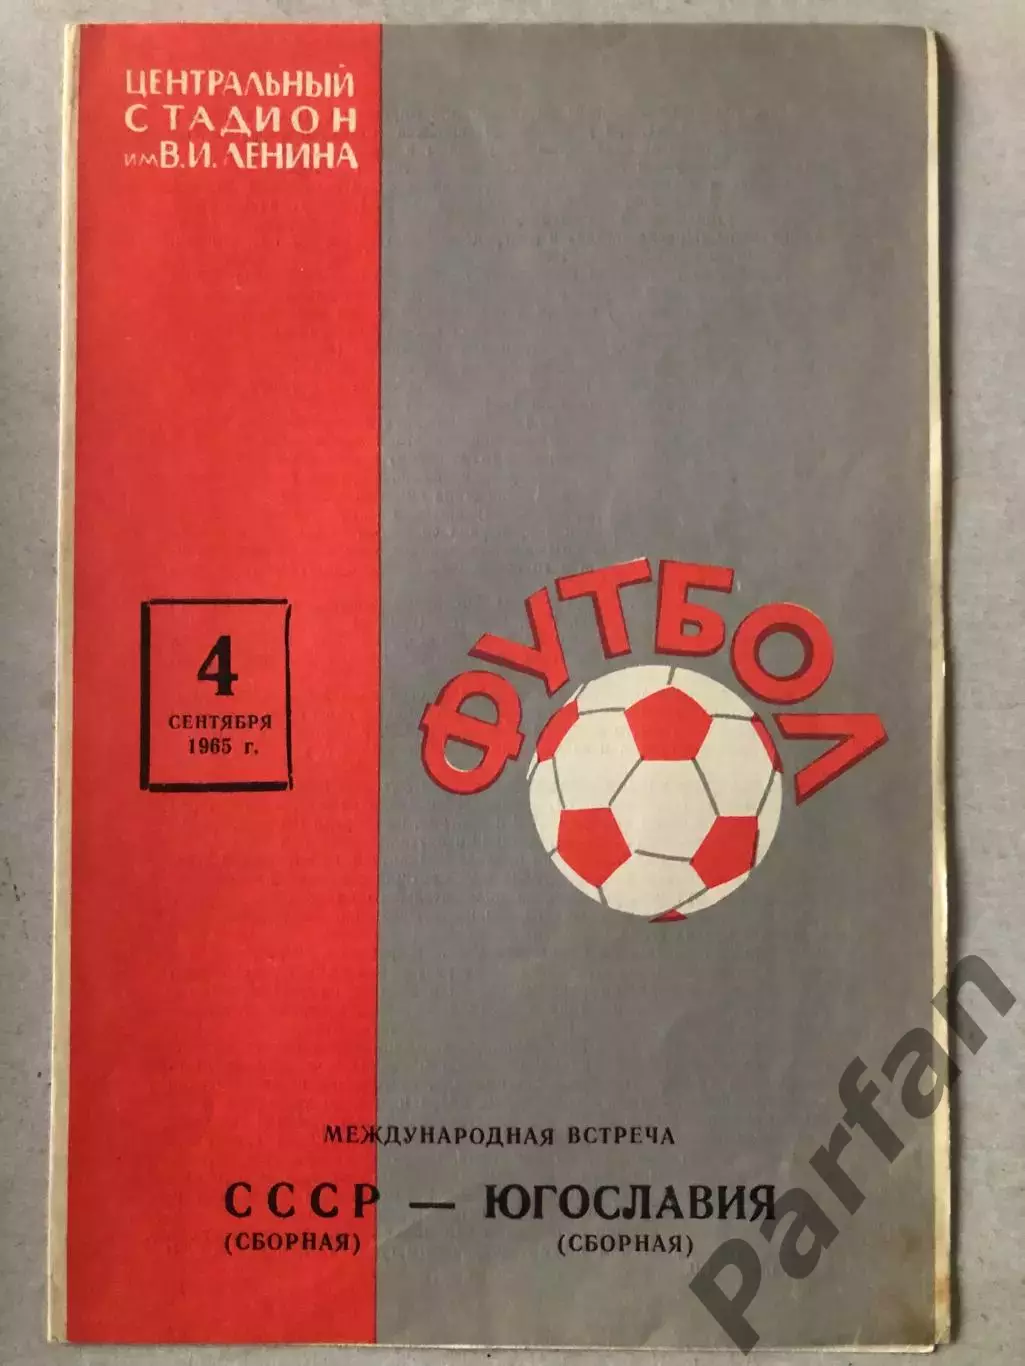 ЦЕНТРАЛЬНЫЙ
СТАДИОН
им В.И. ЛЕНИНА
ФУТБОЛ
4
СЕНТЯБРЯ
1965 г.
МЕЖДУНАРОДНАЯ ВСТРЕЧА
СССР — ЮГОСЛАВИЯ
(СБОРНАЯ) (СБОРНАЯ)
Parfan